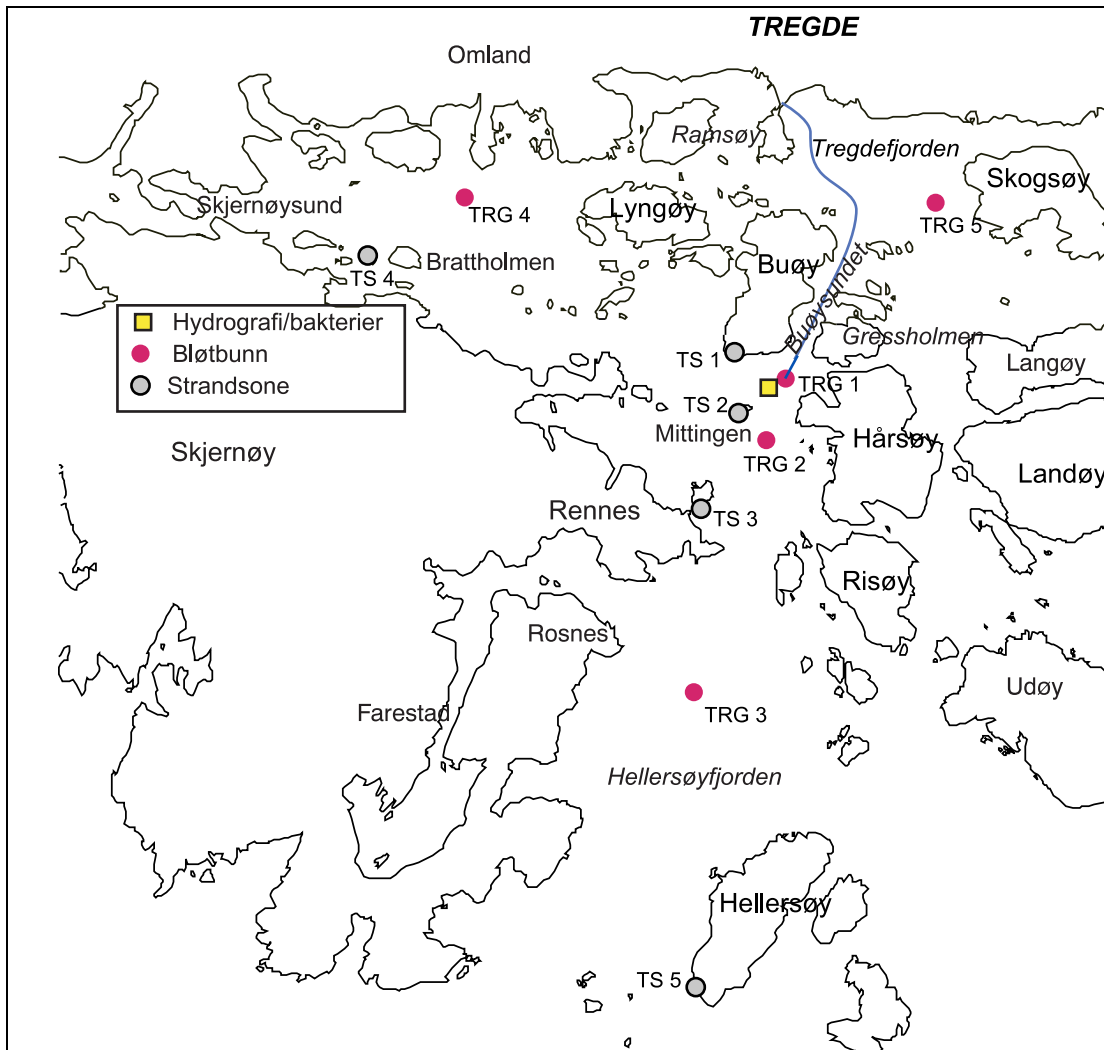 TREGDE
Omland
Ramsøy
Tregdefjorden
Skogsøy
Skjernøysund
TRG 4
Lyngøy
TRG 5
Brattholmen
Buøy
TS 4
Buøysundet
Hydrografi/bakterier
Bløtbunn
Strandsone
Gressholmen
TS 1
Langøy
TRG 1
TS 2
Mittingen
Hårsøy
Skjernøy
TRG 2
Landøy
Rennes
TS 3
Risøy
Rosnes
Udøy
Farestad
TRG 3
Hellersøyfjorden
Hellersøy
TS 5